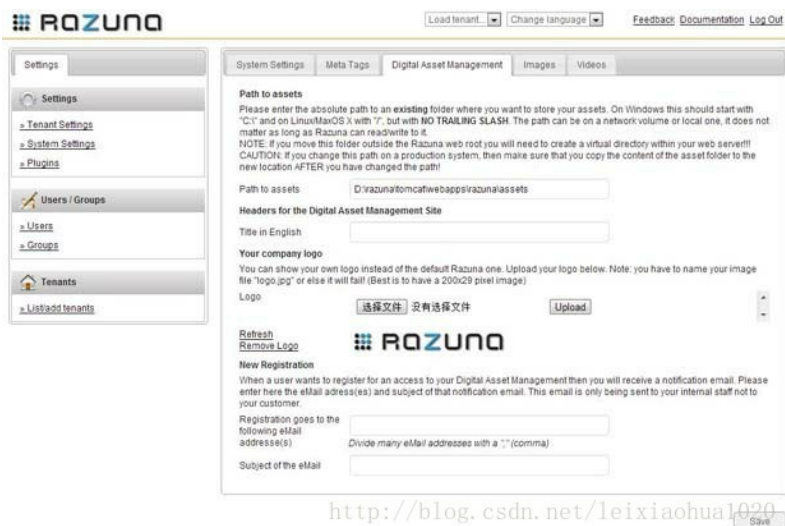 RAZUNA
Load tenant... Change language Feedback Documentation Log Out
Settings
Settings
» Tenant Settings
» System Settings
» Plugins
Users / Groups
» Users
» Groups
Tenants
» List/add tenants
System Settings Meta Tags Digital Asset Management Images Videos
Path to assets
Please enter the absolute path to an existing folder where you want to store your assets. On Windows this should start with
"C:\" and on Linux/MaxOS X with "/", but with NO TRAILING SLASH. The path can be on a network volume or local one, it does not
matter as long as Razuna can read/write to it.
NOTE: If you move this folder outside the Razuna web root you will need to create a virtual directory within your web server!!!
CAUTION: If you change this path on a production system, then make sure that you copy the content of the asset folder to the
new location AFTER you have changed the path!
Path to assets D:\razuna\tomcat\webapps\razuna\assets
Headers for the Digital Asset Management Site
Title in English
Your company logo
You can show your own logo instead of the default Razuna one. Upload your logo below. Note: you have to name your image
file "logo.jpg" or else it will fail! (Best is to have a 200x29 pixel image)
Logo 选择文件 没有选择文件 Upload
Refresh
Remove Logo
RAZUNA
New Registration
When a user wants to register for an access to your Digital Asset Management then you will receive a notification email. Please
enter here the eMail adress(es) and subject of that notification email. This email is only being sent to your internal staff not to
your customer.
Registration goes to the
following eMail
addresse(s)
Divide many eMail addresses with a "," (comma)
Subject of the eMail
http://blog.csdn.net/leixiaohua1020
Save